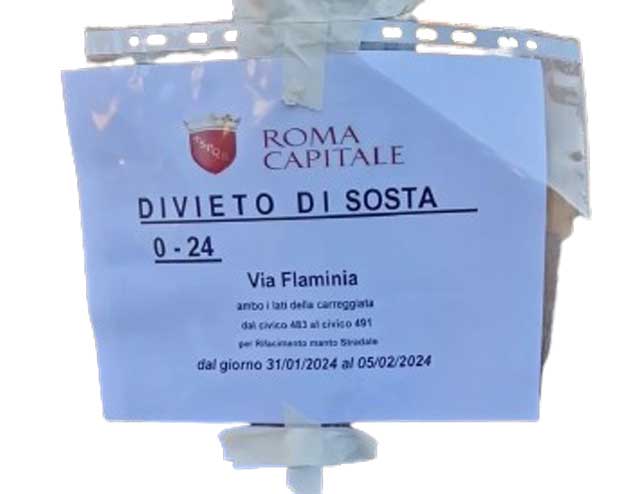 ROMA
CAPITALE
DIVIETO DI SOSTA
0 - 24
Via Flaminia
ambo i lati della carreggiata
dal civico 483 al civico 491
per Rifacimento manto Stradale
dal giorno 31/01/2024 al 05/02/2024